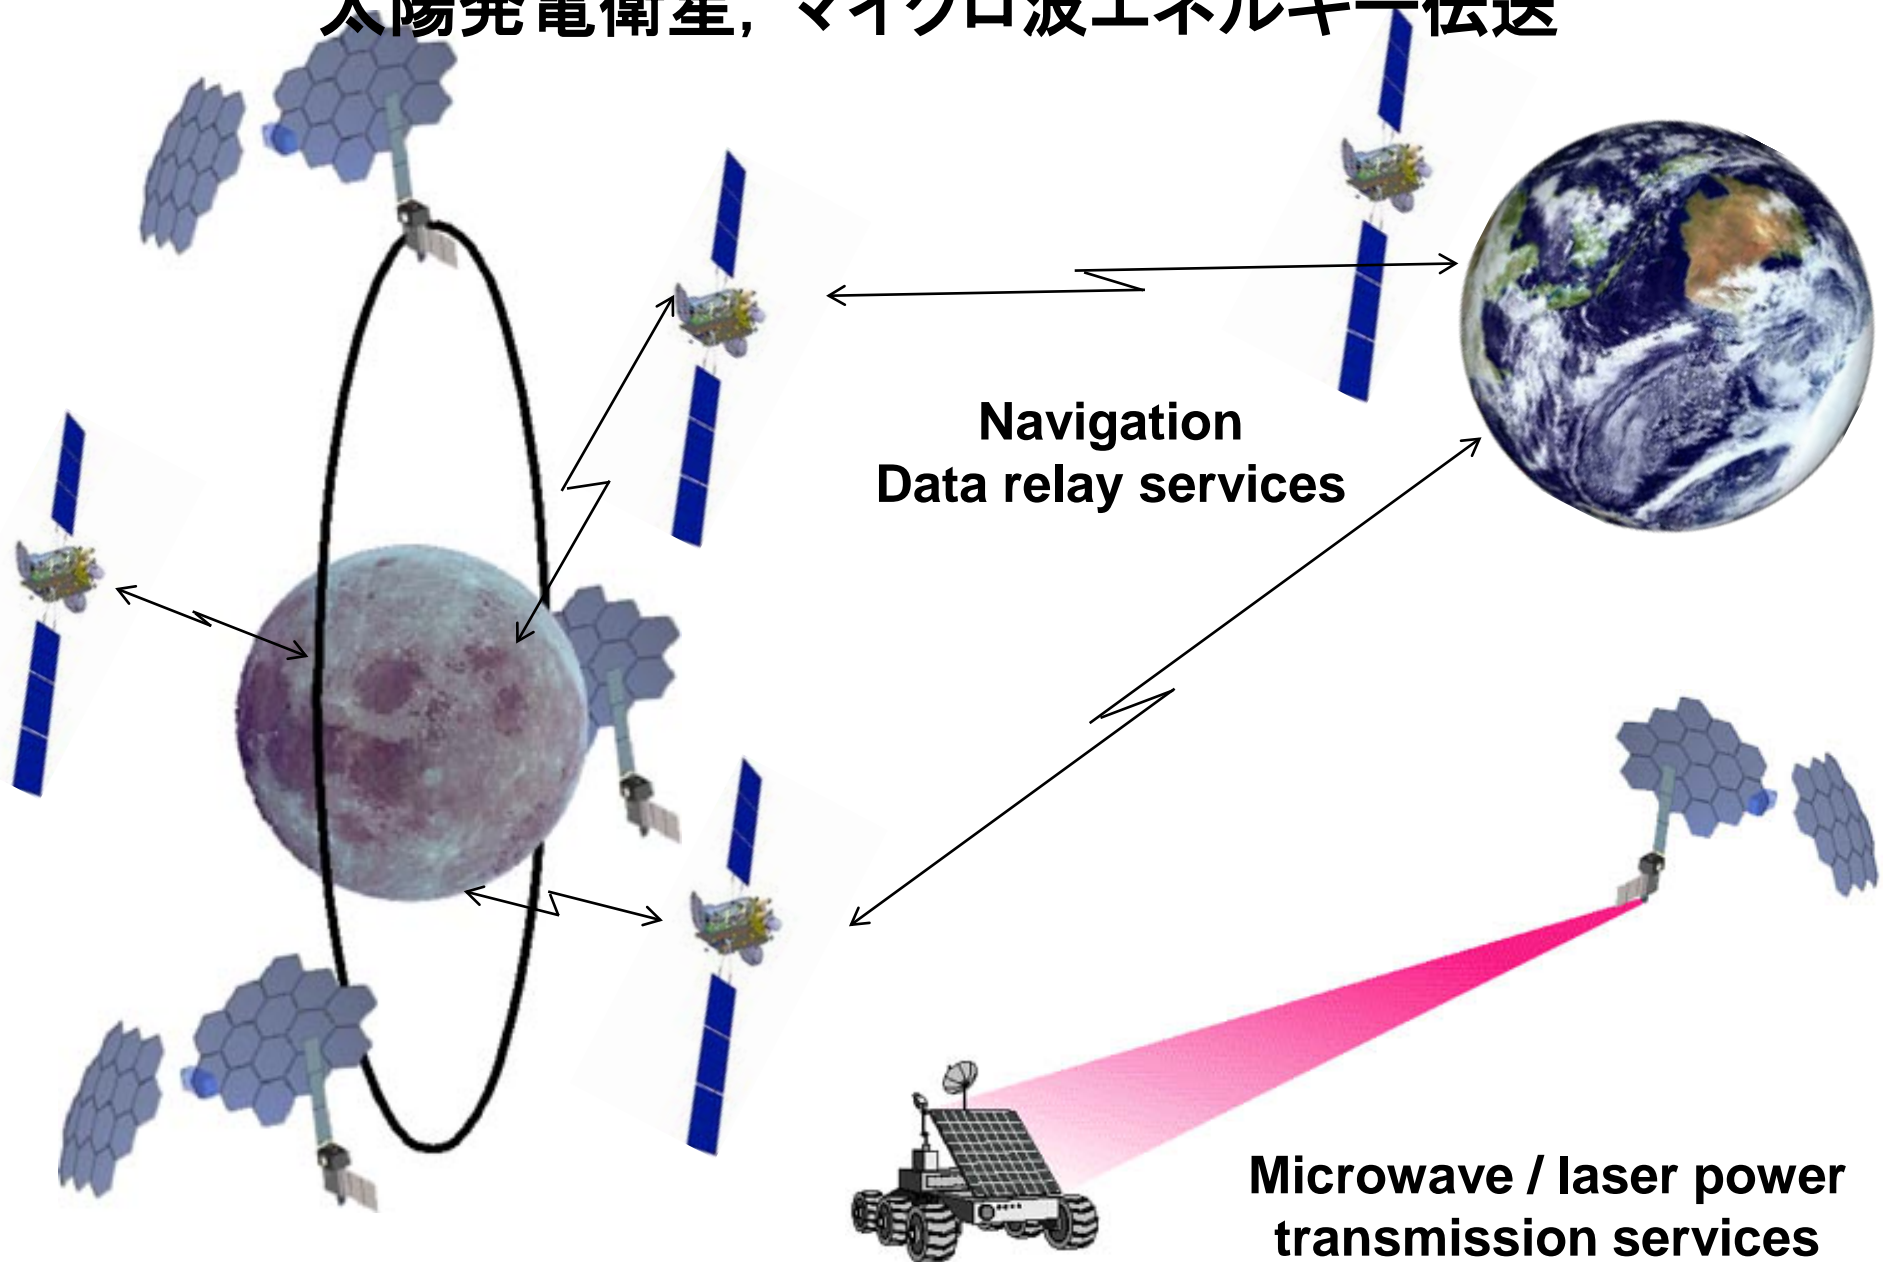 太陽発電衛星，マイクロ波エネルギー伝送
Navigation
Data relay services
Microwave / laser power
transmission services